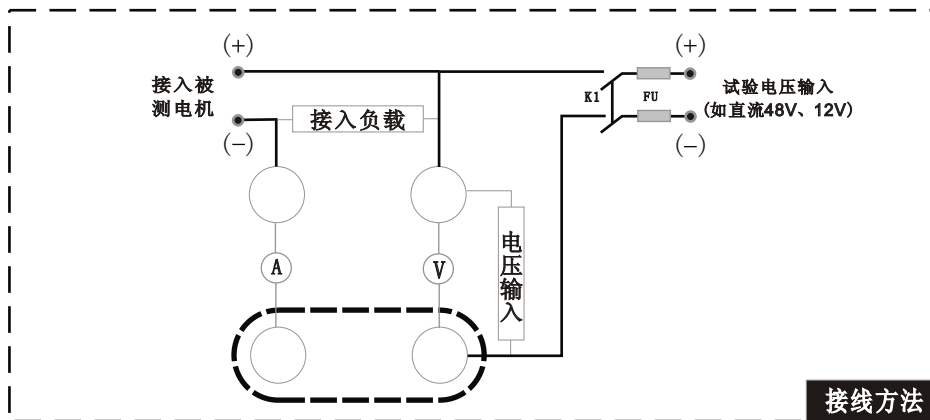 (+)
(+)
接入被
测电机
试验电压输入
(如直流48V、12V)
K1
FU
接入负载
(−)
(−)
电压输入
A
V
接线方法